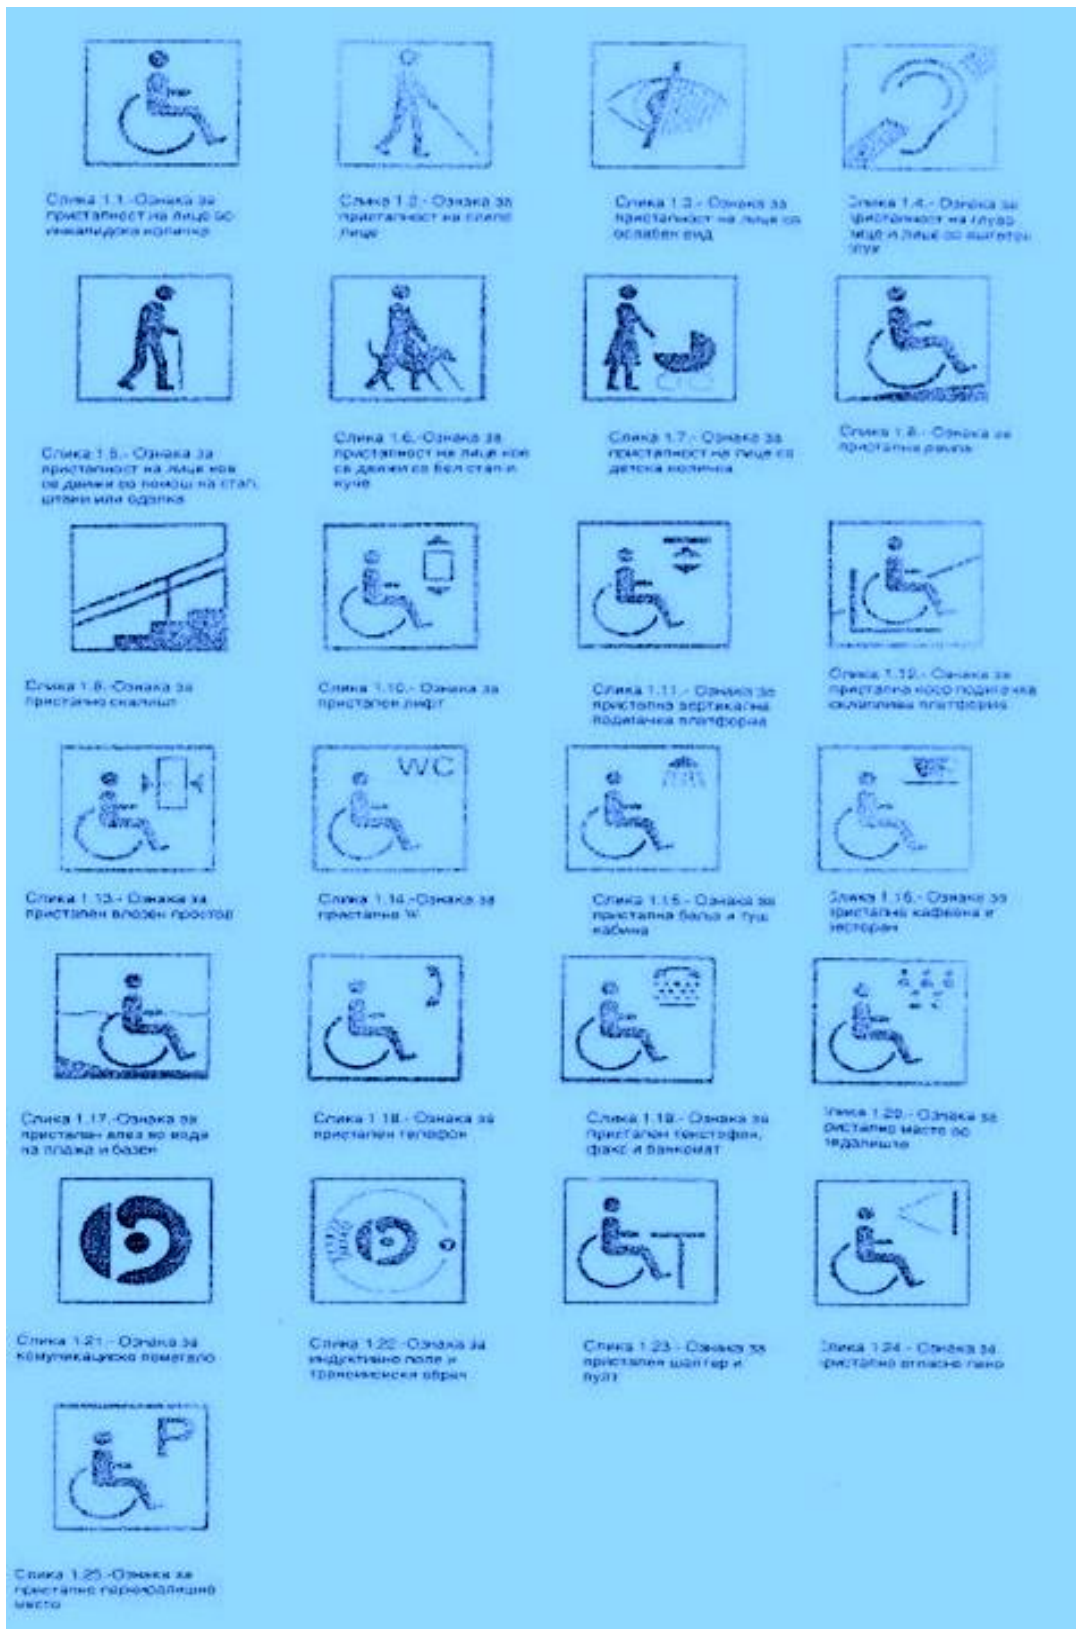 Слика 1.1.-Ознака за
пристапност на лице во
инвалидска количка
Слика 1.2.- Ознака за
пристапност на слепо
лице
Слика 1.3.- Ознака за
пристапност на лице со
ослабен вид
Слика 1.4.- Ознака за
пристапност на глуво
лице и лице со оштетен
слух
Слика 1.5.- Ознака за
пристапност на лице кое
се движи со помош на стап,
штаки или одалка
Слика 1.6.-Ознака за
пристапност на лице кое
се движи со бел стап и
куче
Слика 1.7.- Ознака за
пристапност на лице со
детска количка
Слика 1.8.- Ознака за
пристапна рампа
Слика 1.9.-Ознака за
пристапно скалишт
Слика 1.10.- Ознака за
пристапен лифт
Слика 1.11.- Ознака за
пристапна вертикална
подигачка платформа
Слика 1.12.- Ознака за
пристапна косо подигачка
склоплива платформа
WC
Слика 1.13.- Ознака за
пристапен влезен простор
Слика 1.14.-Ознака за
пристапно W
Слика 1.15.- Ознака за
пристапна бања и туш
кабина
Слика 1.16.- Ознака за
пристапна кафеана и
ресторан
Слика 1.17.-Ознака за
пристапен влез во вода
на плажа и базен
Слика 1.18.- Ознака за
пристапен телефон
Слика 1.19.- Ознака за
пристапен текстофон,
факс и банкомат
Слика 1.20.- Ознака за
пристапно место во
гледалиште
Слика 1.21.- Ознака за
комуникациско помагало
Слика 1.22.-Ознака за
индуктивно поле и
Слика 1.23.- Ознака за
пристапен шалтер и
пулт
Слика 1.24.- Ознака за
пристапно огласно пано
P
Слика 1.25.-Ознака за
пристапно паркиралишно
место